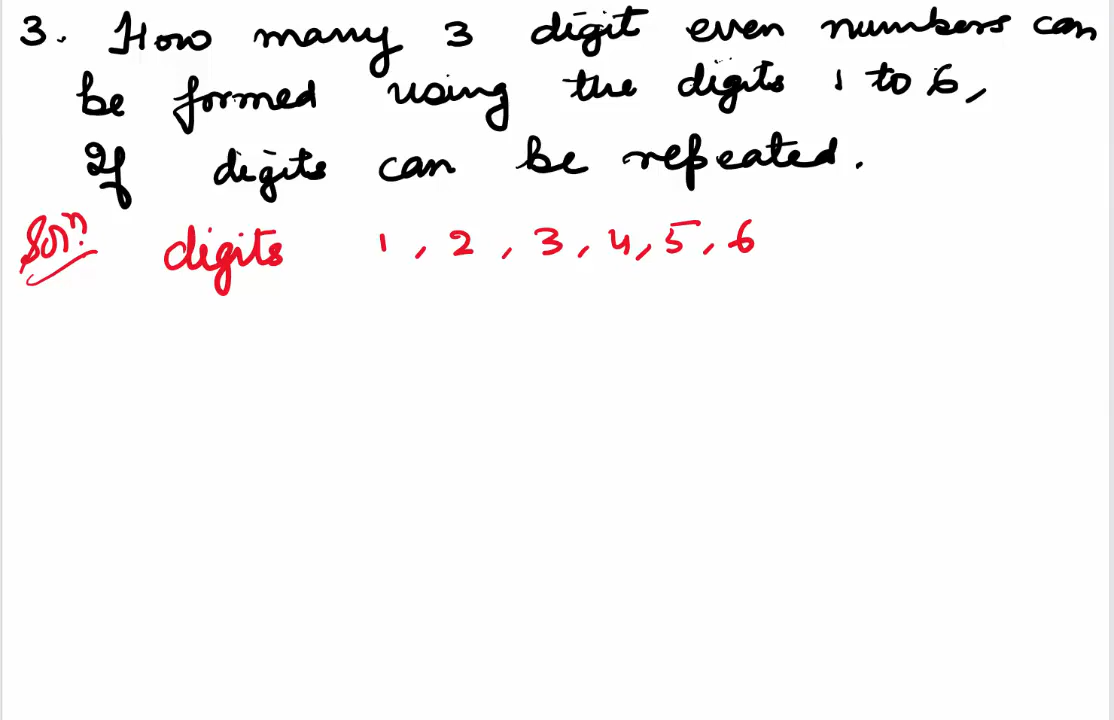 3. How many 3 digit even numbers can
be formed using the digits 1 to 6,
If digits can be repeated.
Solⁿ. digits 1, 2, 3, 4, 5, 6